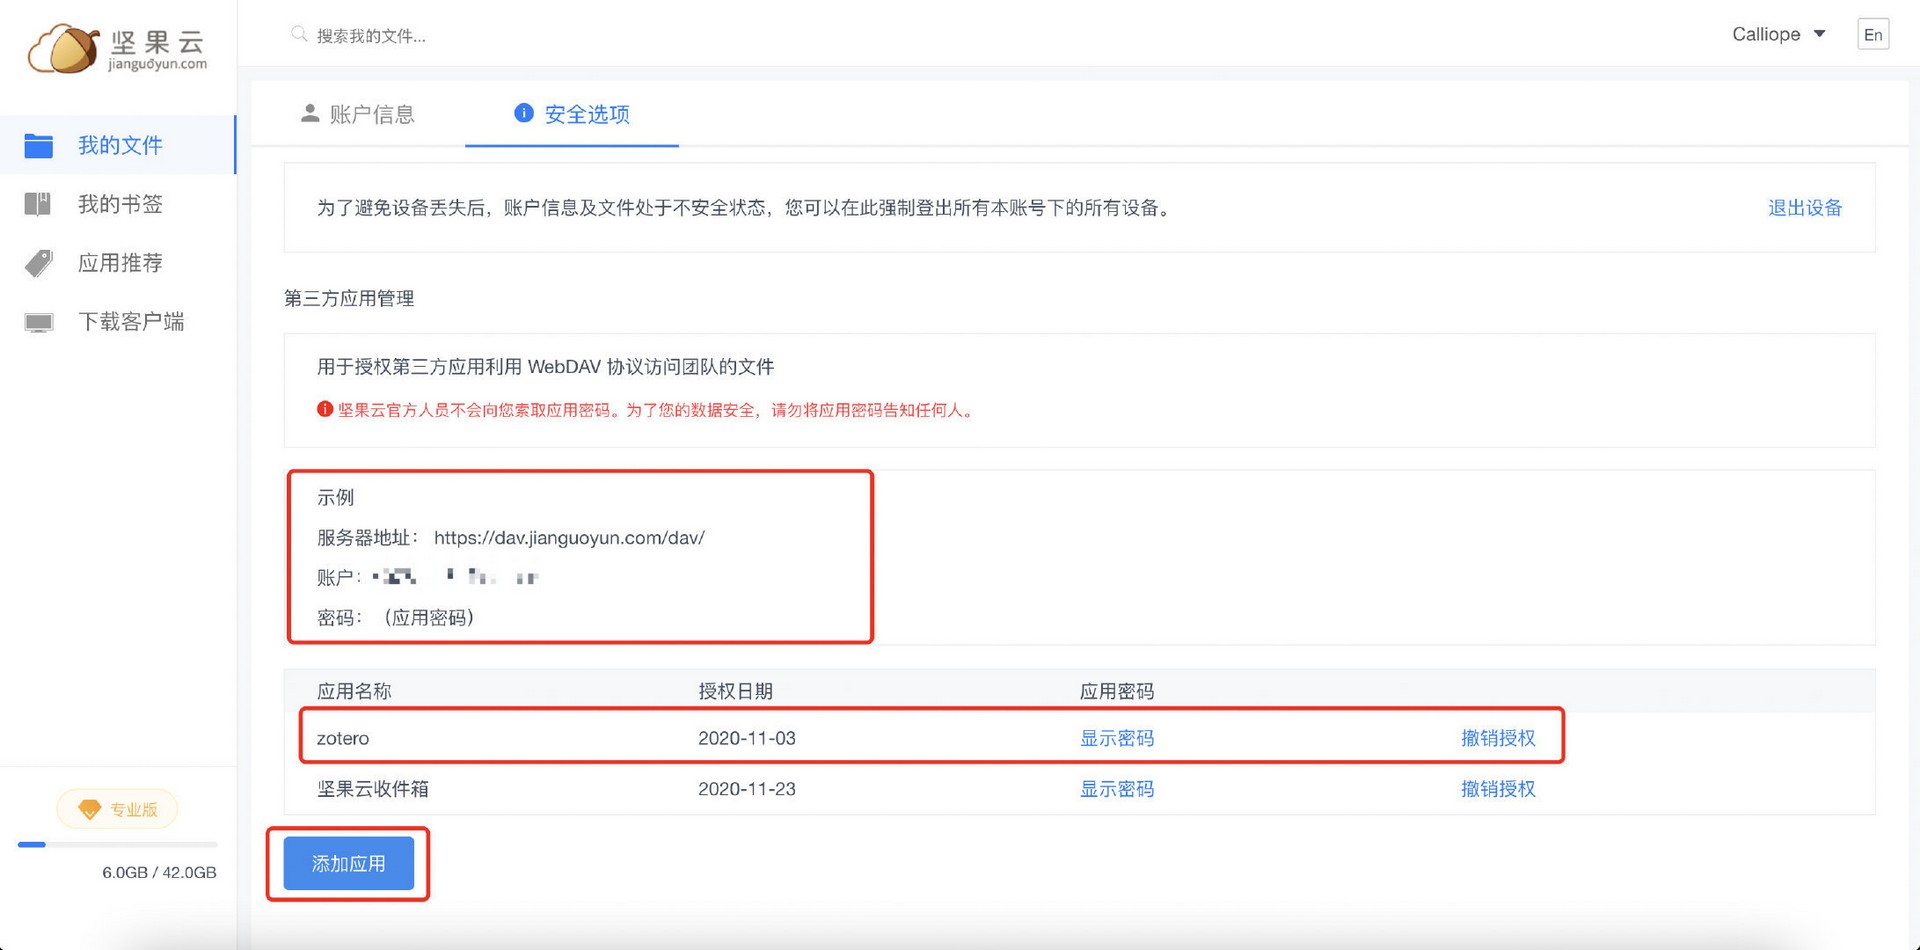 坚果云
jianguoyun.com
搜索我的文件...
Calliope
En
我的文件
我的书签
应用推荐
下载客户端
专业版
6.0GB / 42.0GB
账户信息
安全选项
为了避免设备丢失后，账户信息及文件处于不安全状态，您可以在此强制登出所有本账号下的所有设备。
退出设备
第三方应用管理
用于授权第三方应用利用 WebDAV 协议访问团队的文件
坚果云官方人员不会向您索取应用密码。为了您的数据安全，请勿将应用密码告知任何人。
示例
服务器地址： https://dav.jianguoyun.com/dav/
账户：
密码： （应用密码）
应用名称 授权日期 应用密码
zotero 2020-11-03 显示密码 撤销授权
坚果云收件箱 2020-11-23 显示密码 撤销授权
添加应用